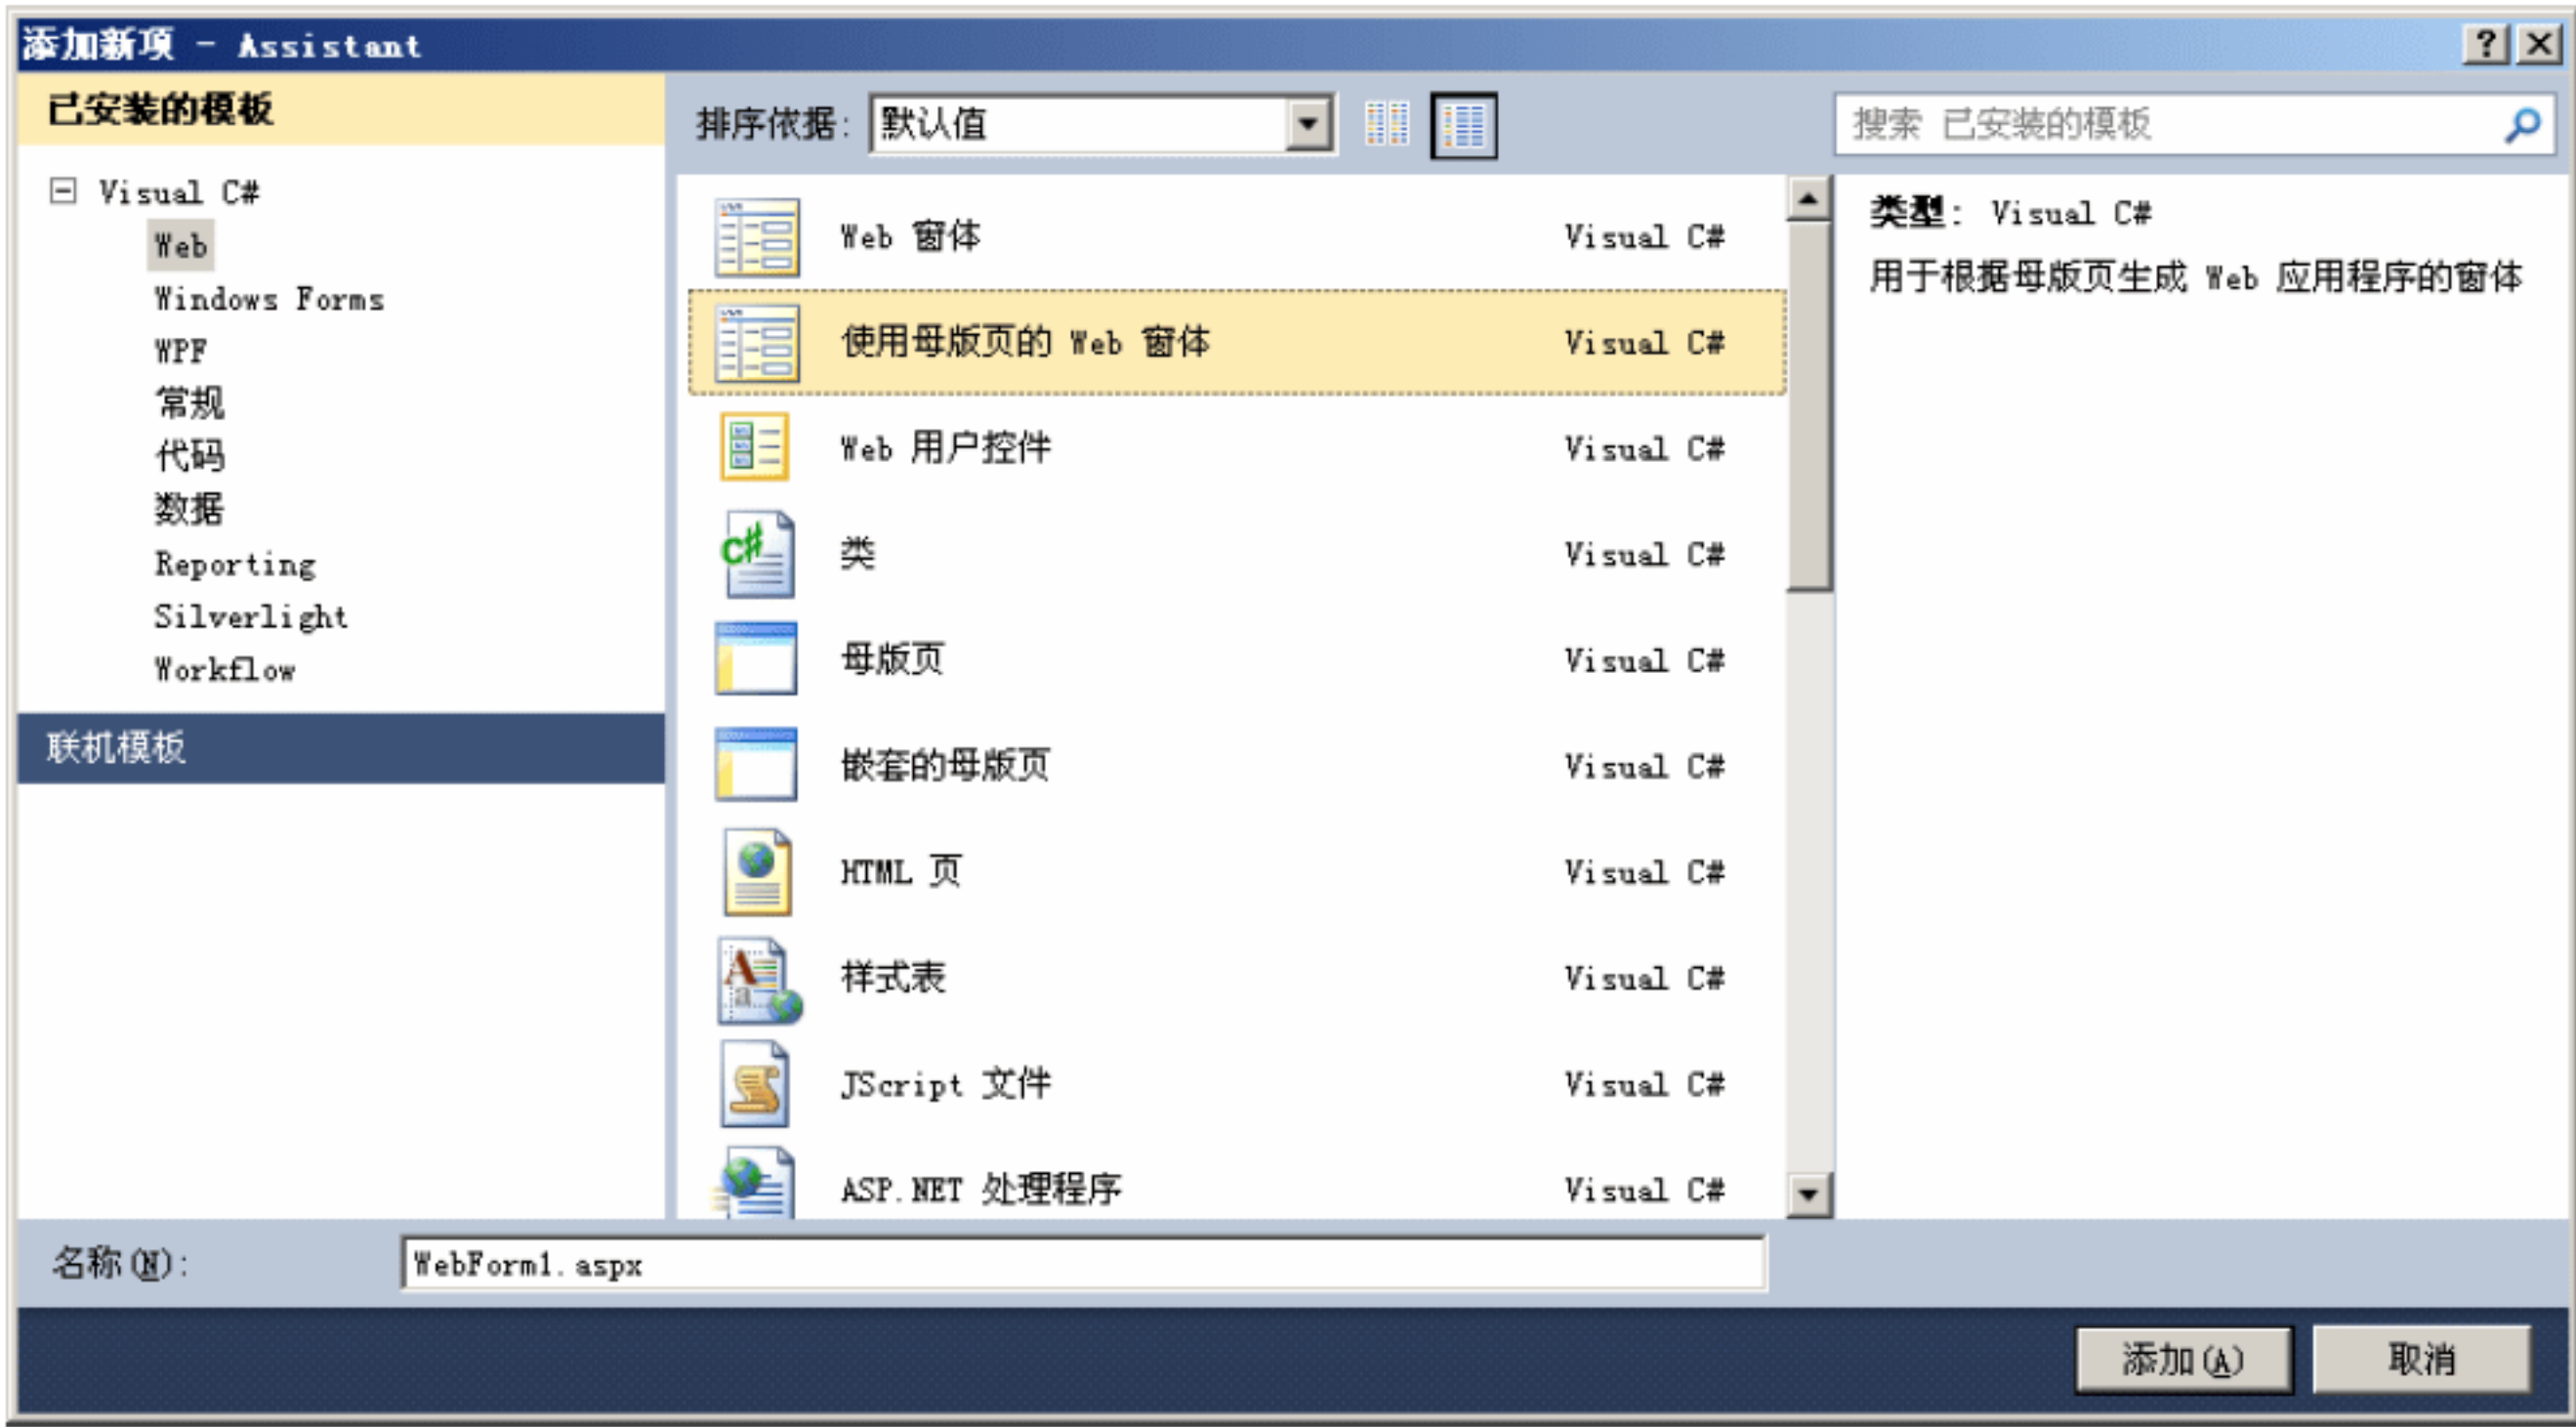 添加新项 - Assistant
已安装的模板
Visual C#
Web
Windows Forms
WPF
常规
代码
数据
Reporting
Silverlight
Workflow
联机模板
排序依据: 默认值
搜索 已安装的模板
Web 窗体 Visual C#
使用母版页的 Web 窗体 Visual C#
Web 用户控件 Visual C#
类 Visual C#
母版页 Visual C#
嵌套的母版页 Visual C#
HTML 页 Visual C#
样式表 Visual C#
JScript 文件 Visual C#
ASP.NET 处理程序 Visual C#
类型: Visual C#
用于根据母版页生成 Web 应用程序的窗体
名称(N): WebForm1.aspx
添加(A) 取消